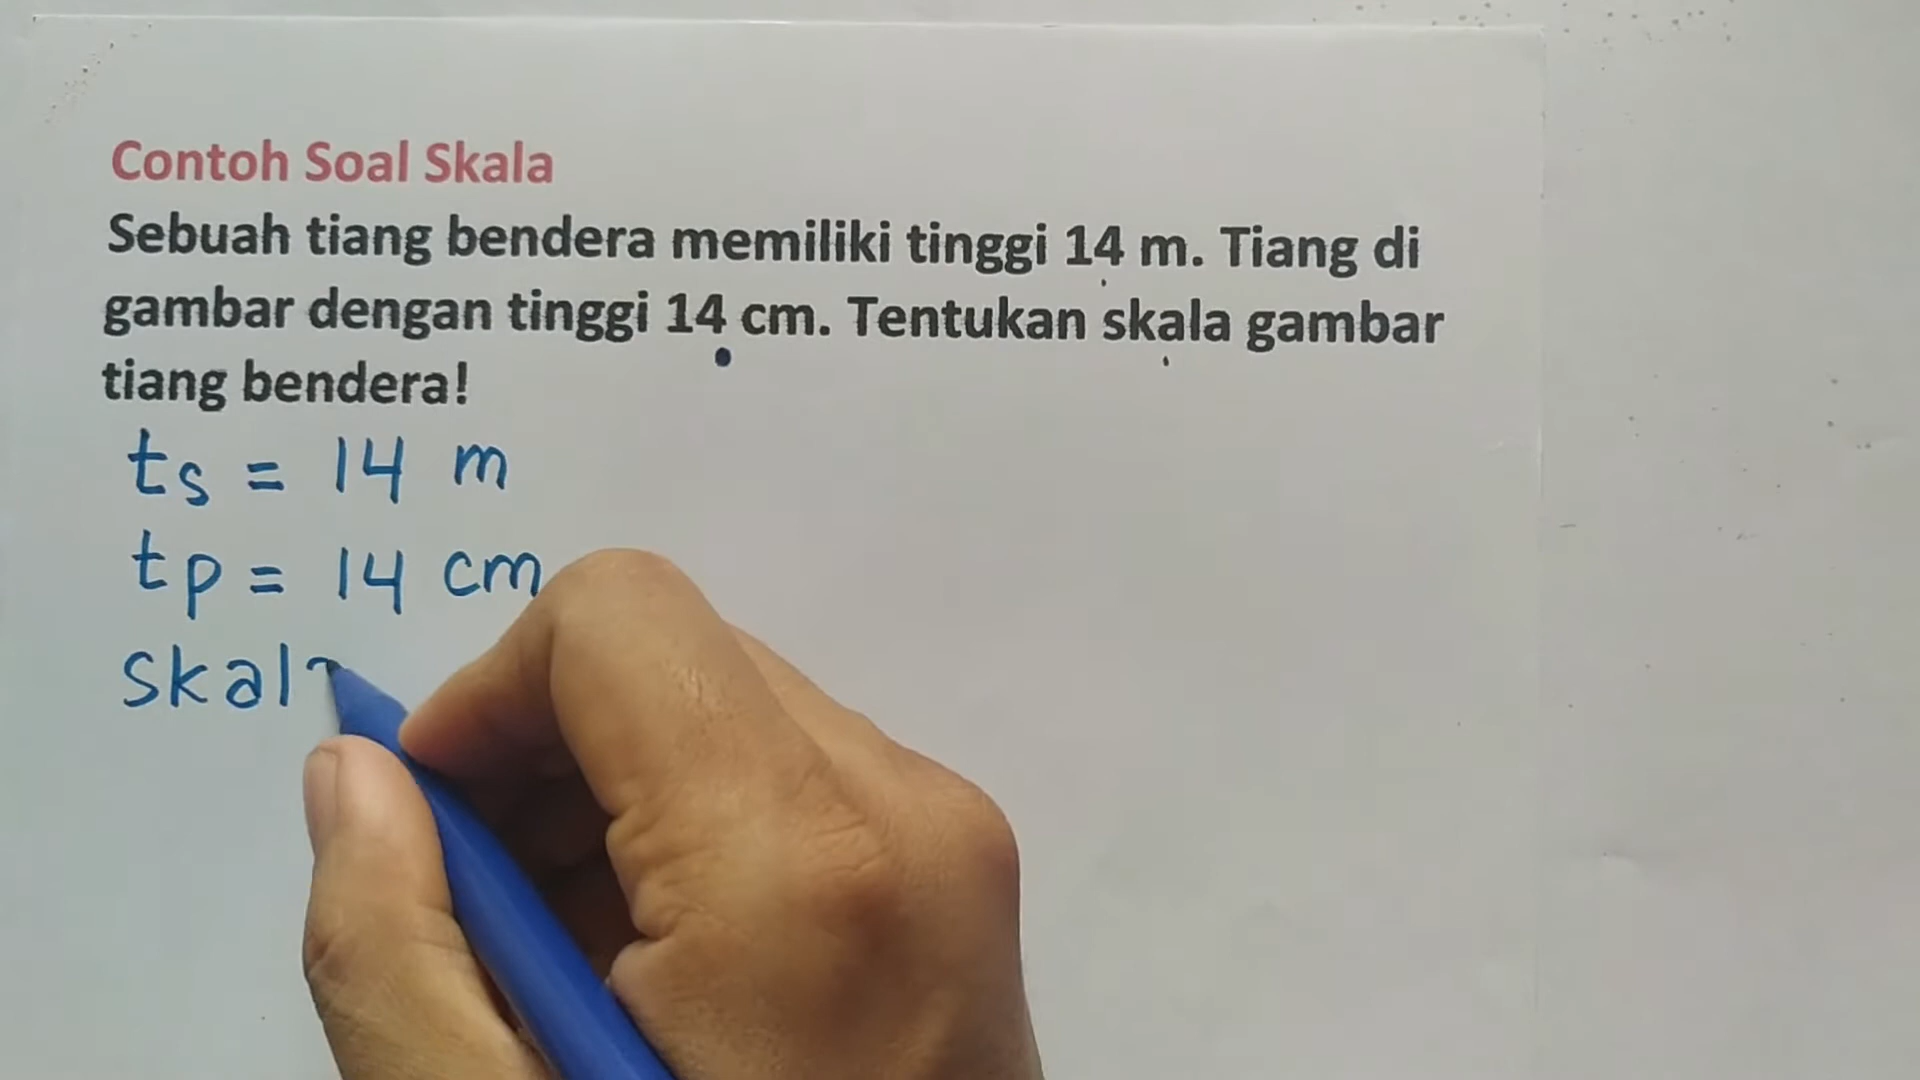 Contoh Soal Skala
Sebuah tiang bendera memiliki tinggi 14 m. Tiang di
gambar dengan tinggi 14 cm. Tentukan skala gambar
tiang bendera!
ts = 14 m
tp = 14 cm